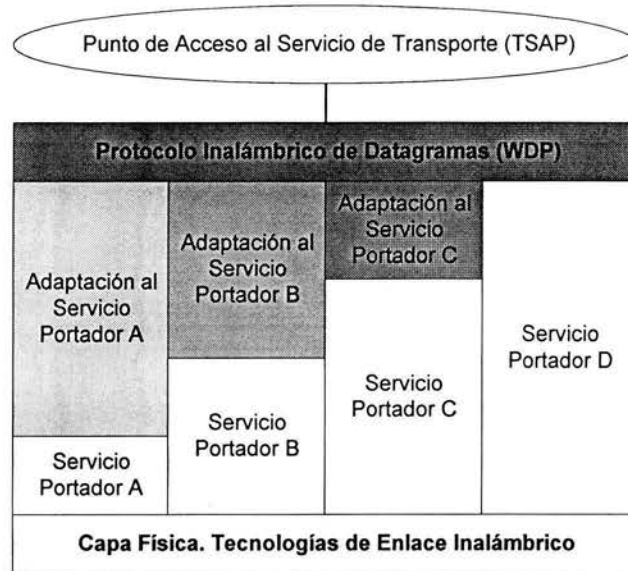 Punto de Acceso al Servicio de Transporte (TSAP)
Protocolo Inalámbrico de Datagramas (WDP)
Adaptación al
Servicio
Portador A
Servicio
Portador A
Adaptación al
Servicio
Portador B
Servicio
Portador B
Adaptación al
Servicio
Portador C
Servicio
Portador C
Servicio
Portador D
Capa Física. Tecnologías de Enlace Inalámbrico